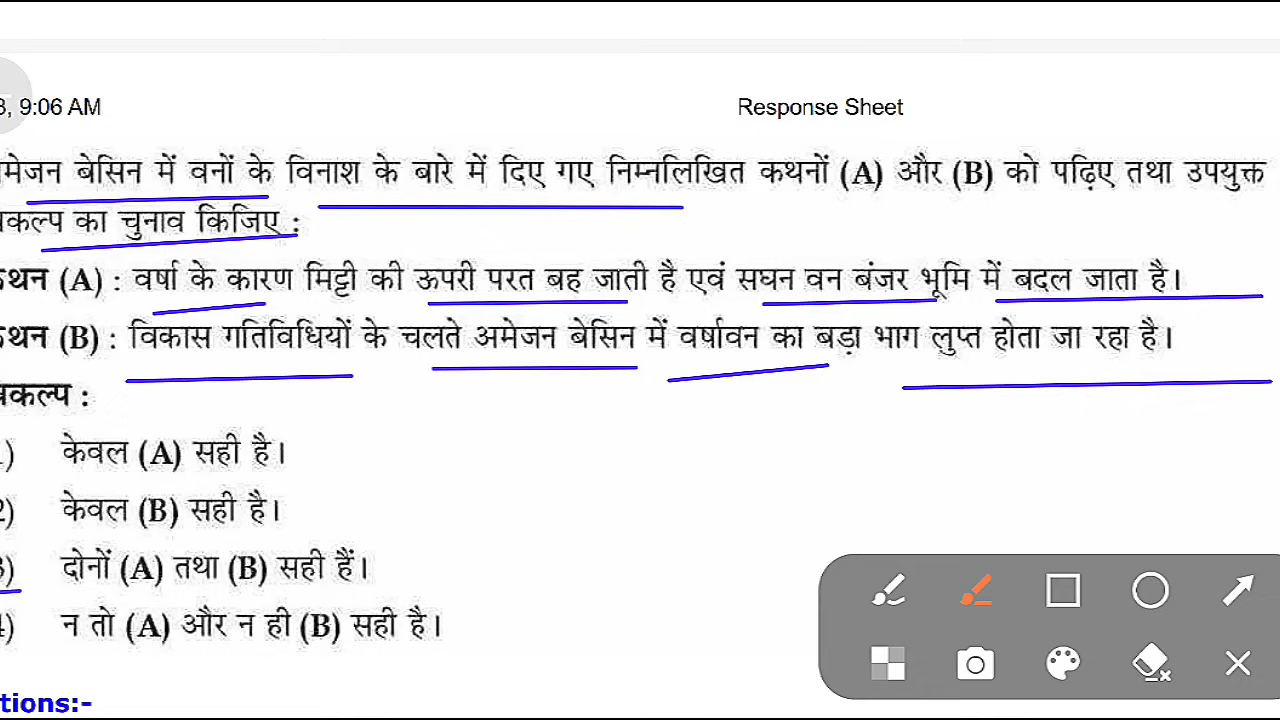 3, 9:06 AM
Response Sheet
मेजन बेसिन में वनों के विनाश के बारे में दिए गए निम्नलिखित कथनों (A) और (B) को पढ़िए तथा उपयुक्त
कल्प का चुनाव किजिए :
थन (A) : वर्षा के कारण मिट्टी की ऊपरी परत बह जाती है एवं सघन वन बंजर भूमि में बदल जाता है।
थन (B) : विकास गतिविधियों के चलते अमेजन बेसिन में वर्षावन का बड़ा भाग लुप्त होता जा रहा है।
कल्प :
1) केवल (A) सही है।
2) केवल (B) सही है।
3) दोनों (A) तथा (B) सही हैं।
4) न तो (A) और न ही (B) सही है।
tions:-